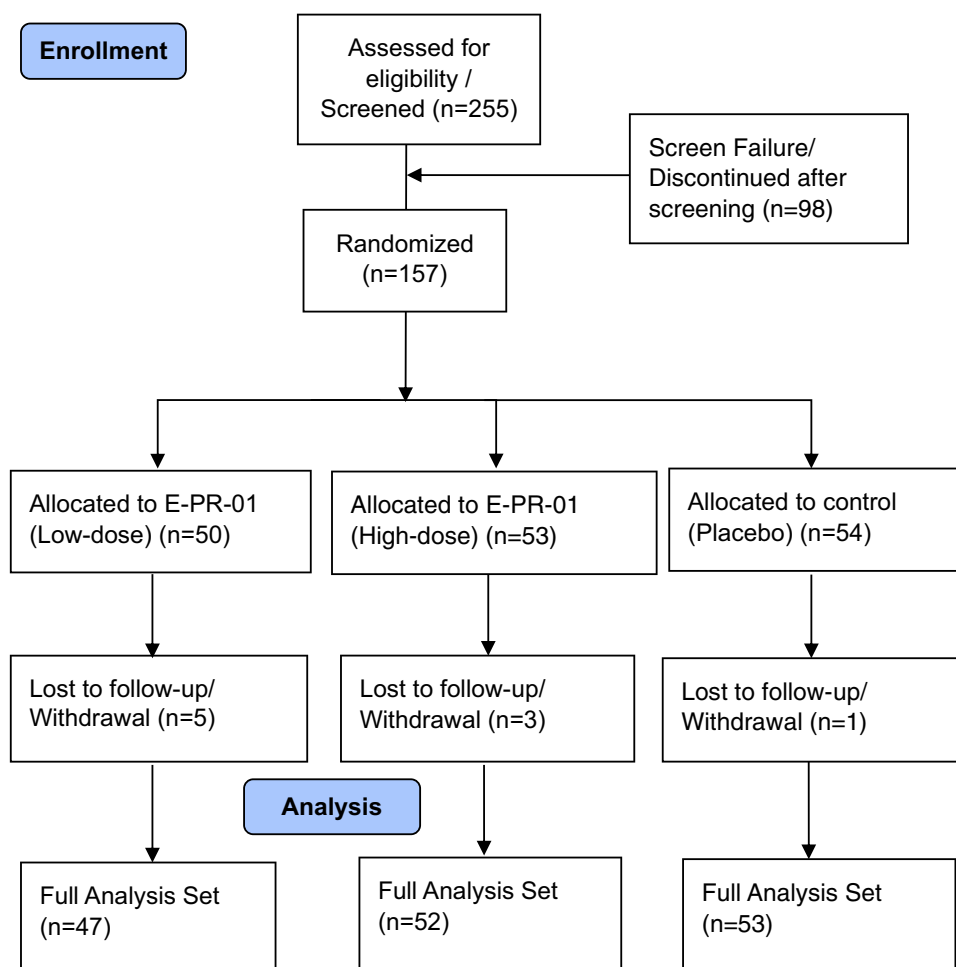 Enrollment
Assessed for
eligibility /
Screened (n=255)
Screen Failure/
Discontinued after
screening (n=98)
Randomized
(n=157)
Allocated to E-PR-01
(Low-dose) (n=50)
Allocated to E-PR-01
(High-dose) (n=53)
Allocated to control
(Placebo) (n=54)
Lost to follow-up/
Withdrawal (n=5)
Lost to follow-up/
Withdrawal (n=3)
Lost to follow-up/
Withdrawal (n=1)
Analysis
Full Analysis Set
(n=47)
Full Analysis Set
(n=52)
Full Analysis Set
(n=53)